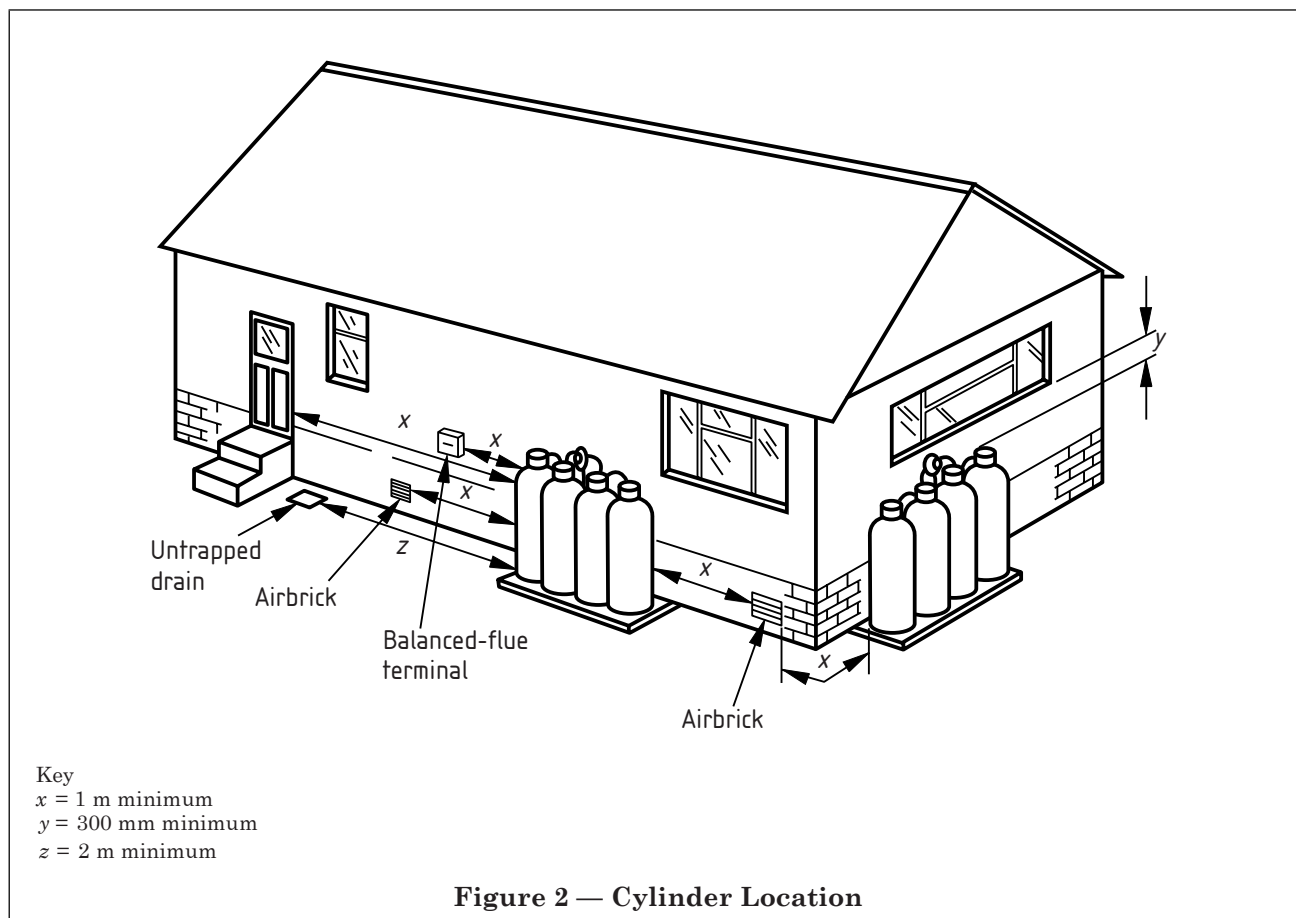 y
x
x
x
z
x
x
Untrapped
drain
Airbrick
Balanced-flue
terminal
Airbrick
Key
x = 1 m minimum
y = 300 mm minimum
z = 2 m minimum
Figure 2 — Cylinder Location